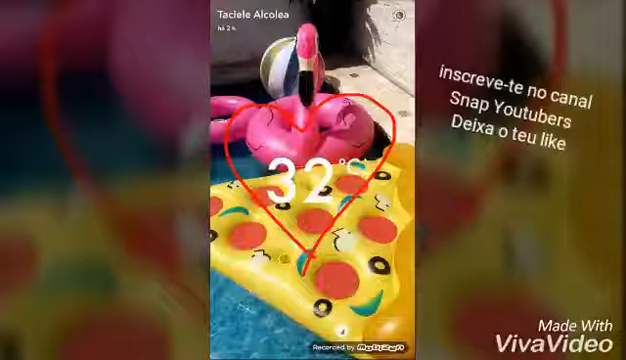 Taciele Alcolea
há 2 h
32°C
inscreve-te no canal
Snap Youtubers
Deixa o teu like
Recorded by Mobizen
Made With
VivaVideo